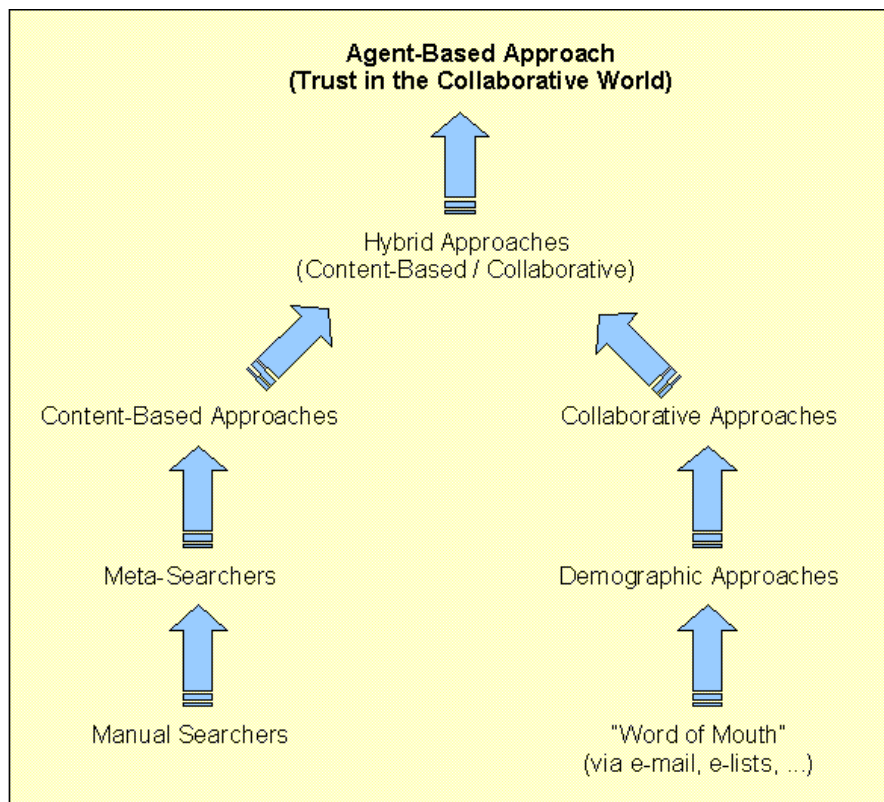 Agent-Based Approach
(Trust in the Collaborative World)
Hybrid Approaches
(Content-Based / Collaborative)
Content-Based Approaches
Collaborative Approaches
Meta-Searchers
Demographic Approaches
Manual Searchers
"Word of Mouth"
(via e-mail, e-lists, ...)